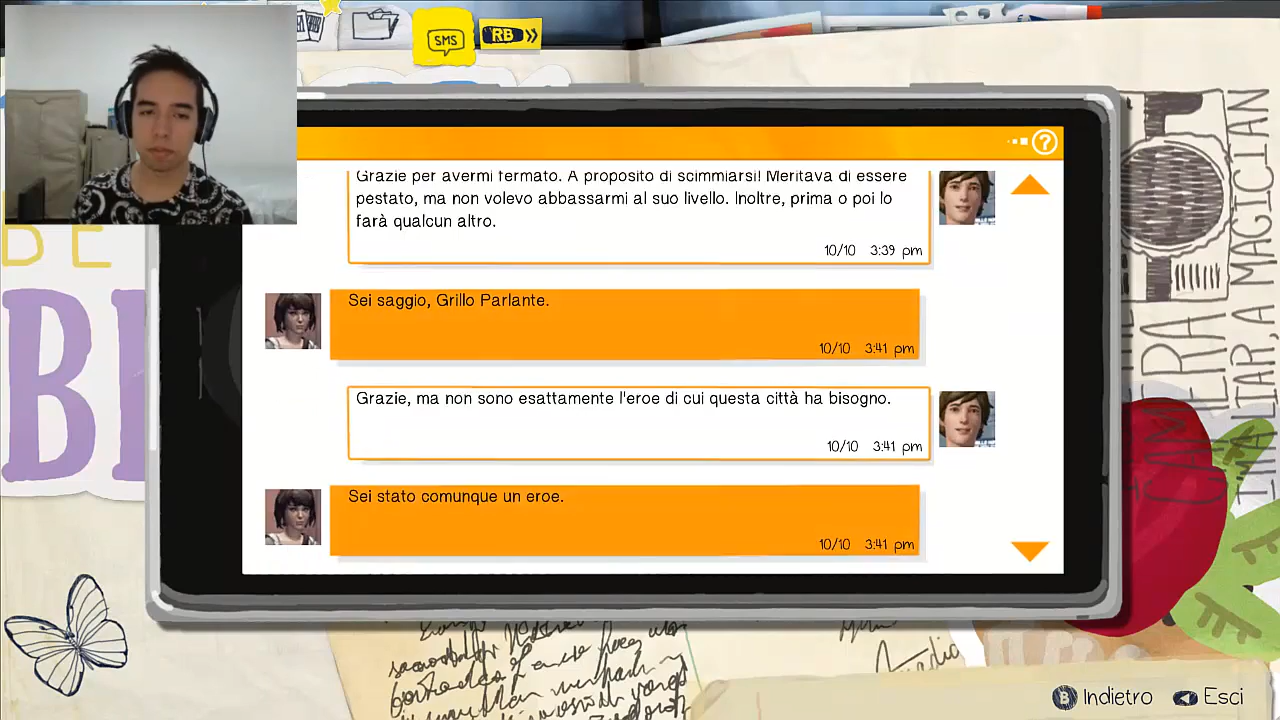 SMS
RB
Grazie per avermi fermato. A proposito di scimmiarsi! Meritava di essere
pestato, ma non volevo abbassarmi al suo livello. Inoltre, prima o poi lo
farà qualcun altro.
10/10 3:39 pm
Sei saggio, Grillo Parlante.
10/10 3:41 pm
Grazie, ma non sono esattamente l'eroe di cui questa città ha bisogno.
10/10 3:41 pm
Sei stato comunque un eroe.
10/10 3:41 pm
MAGICIAN
B Indietro
Esci